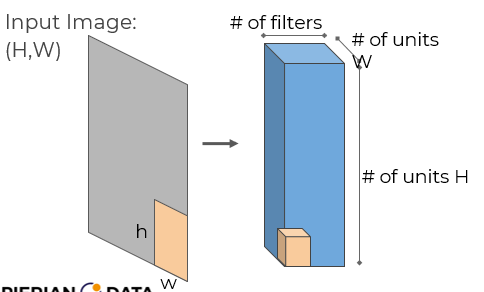 Input Image:
(H,W)
# of filters
# of units
W
# of units H
h
w
PIERIAN DATA